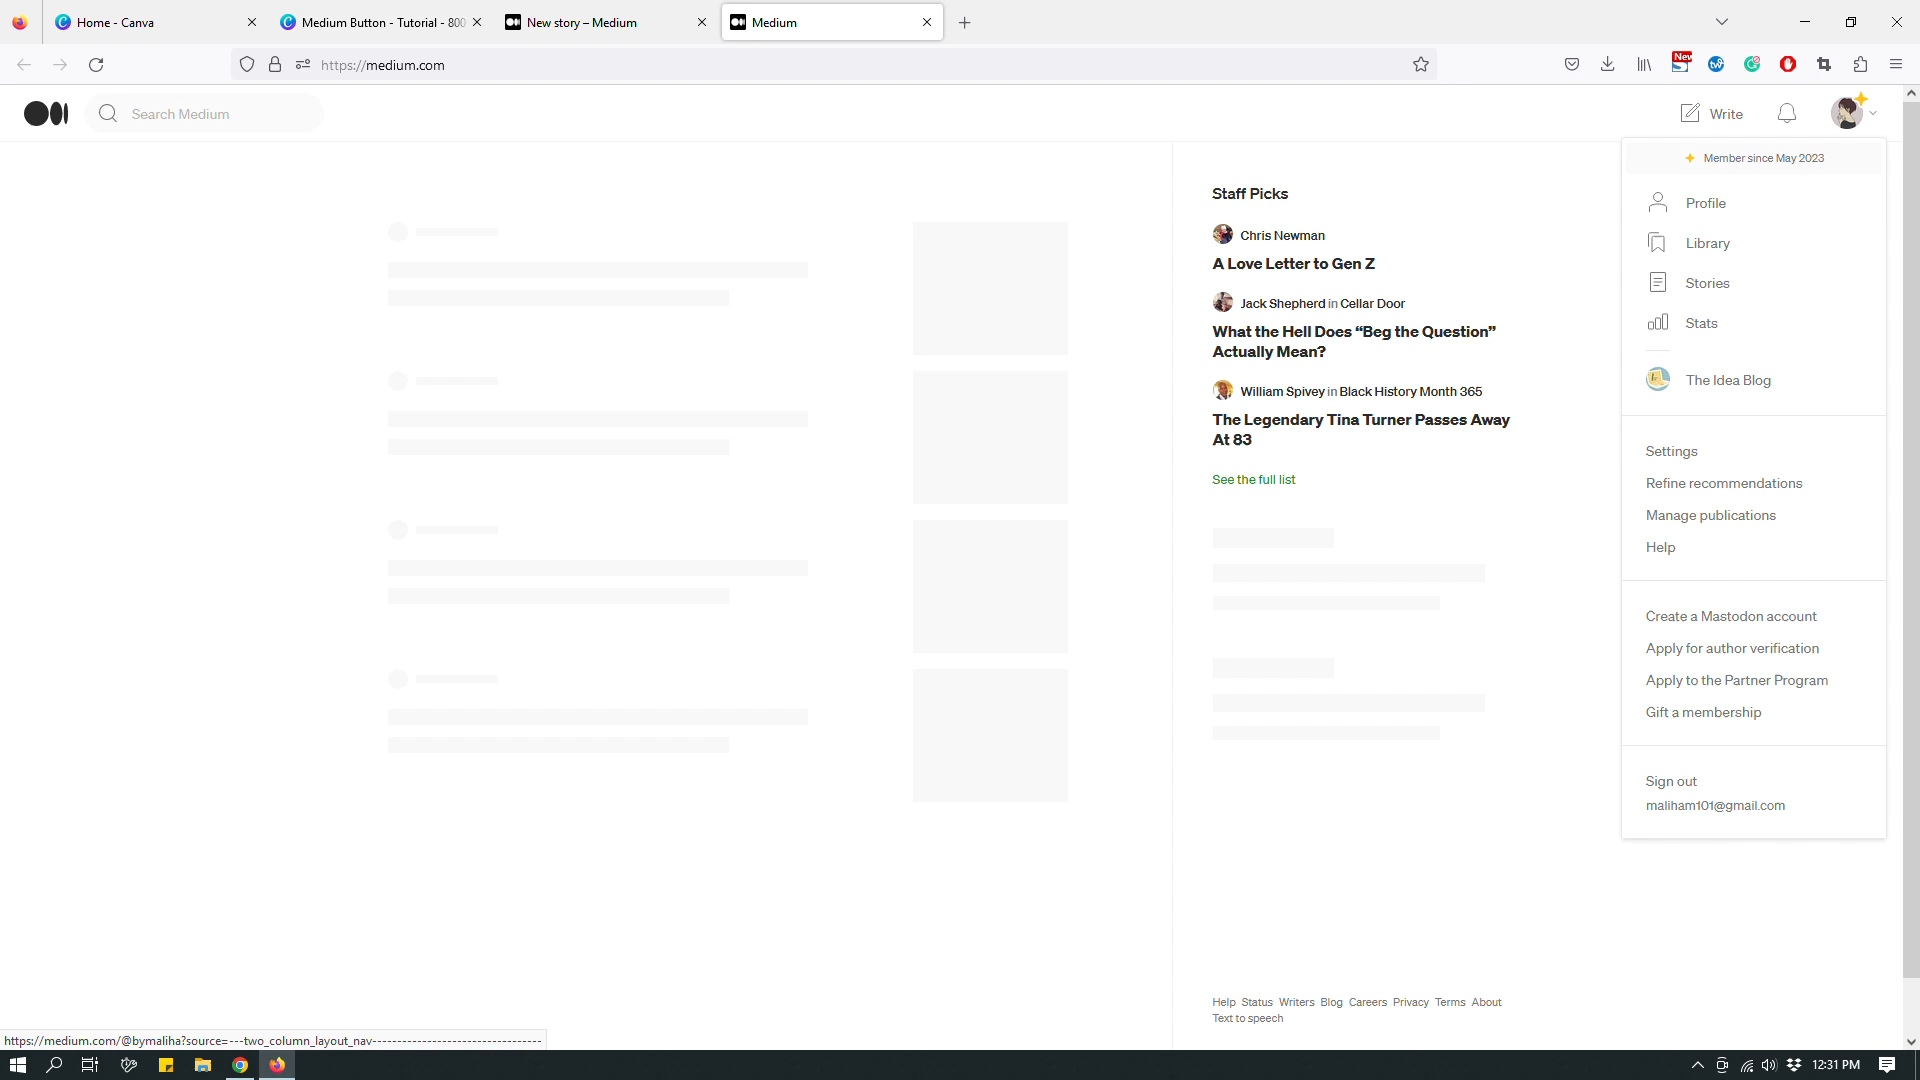 Home - Canva
Medium Button - Tutorial - 800
New story – Medium
Medium
https://medium.com
New
Search Medium
Write
Member since May 2023
Profile
Library
Stories
Stats
The Idea Blog
Settings
Refine recommendations
Manage publications
Help
Create a Mastodon account
Apply for author verification
Apply to the Partner Program
Gift a membership
Sign out
maliham101@gmail.com
Staff Picks
Chris Newman
A Love Letter to Gen Z
Jack Shepherd in Cellar Door
What the Hell Does “Beg the Question”
Actually Mean?
William Spivey in Black History Month 365
The Legendary Tina Turner Passes Away
At 83
See the full list
Help Status Writers Blog Careers Privacy Terms About
Text to speech
https://medium.com/@bymaliha?source=---two_column_layout_nav----------------------------------
12:31 PM